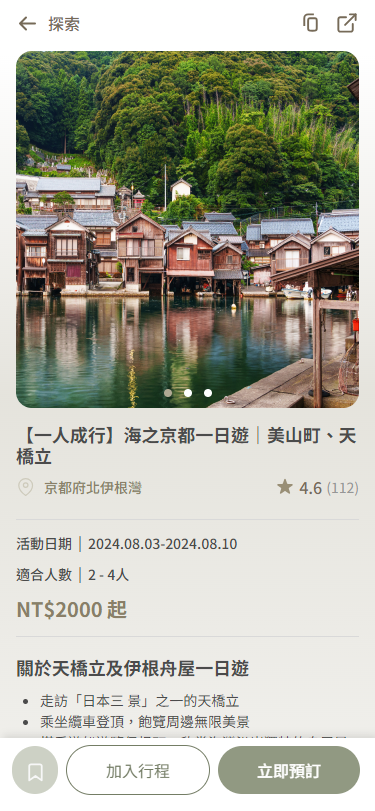 探索
【一人成行】海之京都一日遊｜美山町、天
橋立
京都府北伊根灣
4.6 (112)
活動日期｜2024.08.03-2024.08.10
適合人數｜2 - 4人
NT$2000 起
關於天橋立及伊根舟屋一日遊
走訪「日本三 景」之一的天橋立
乘坐纜車登頂，飽覽周邊無限美景
加入行程
立即預訂